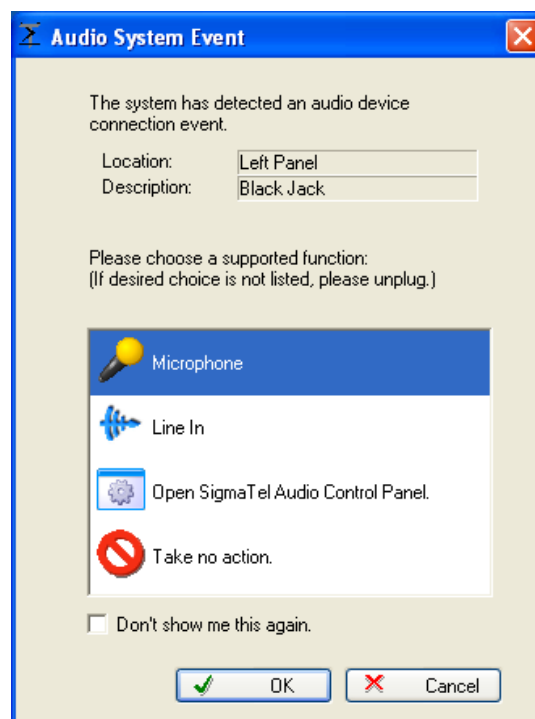 Audio System Event
The system has detected an audio device
connection event.
Location: Left Panel
Description: Black Jack
Please choose a supported function:
(If desired choice is not listed, please unplug.)
Microphone
Line In
Open SigmaTel Audio Control Panel.
Take no action.
Don't show me this again.
OK Cancel